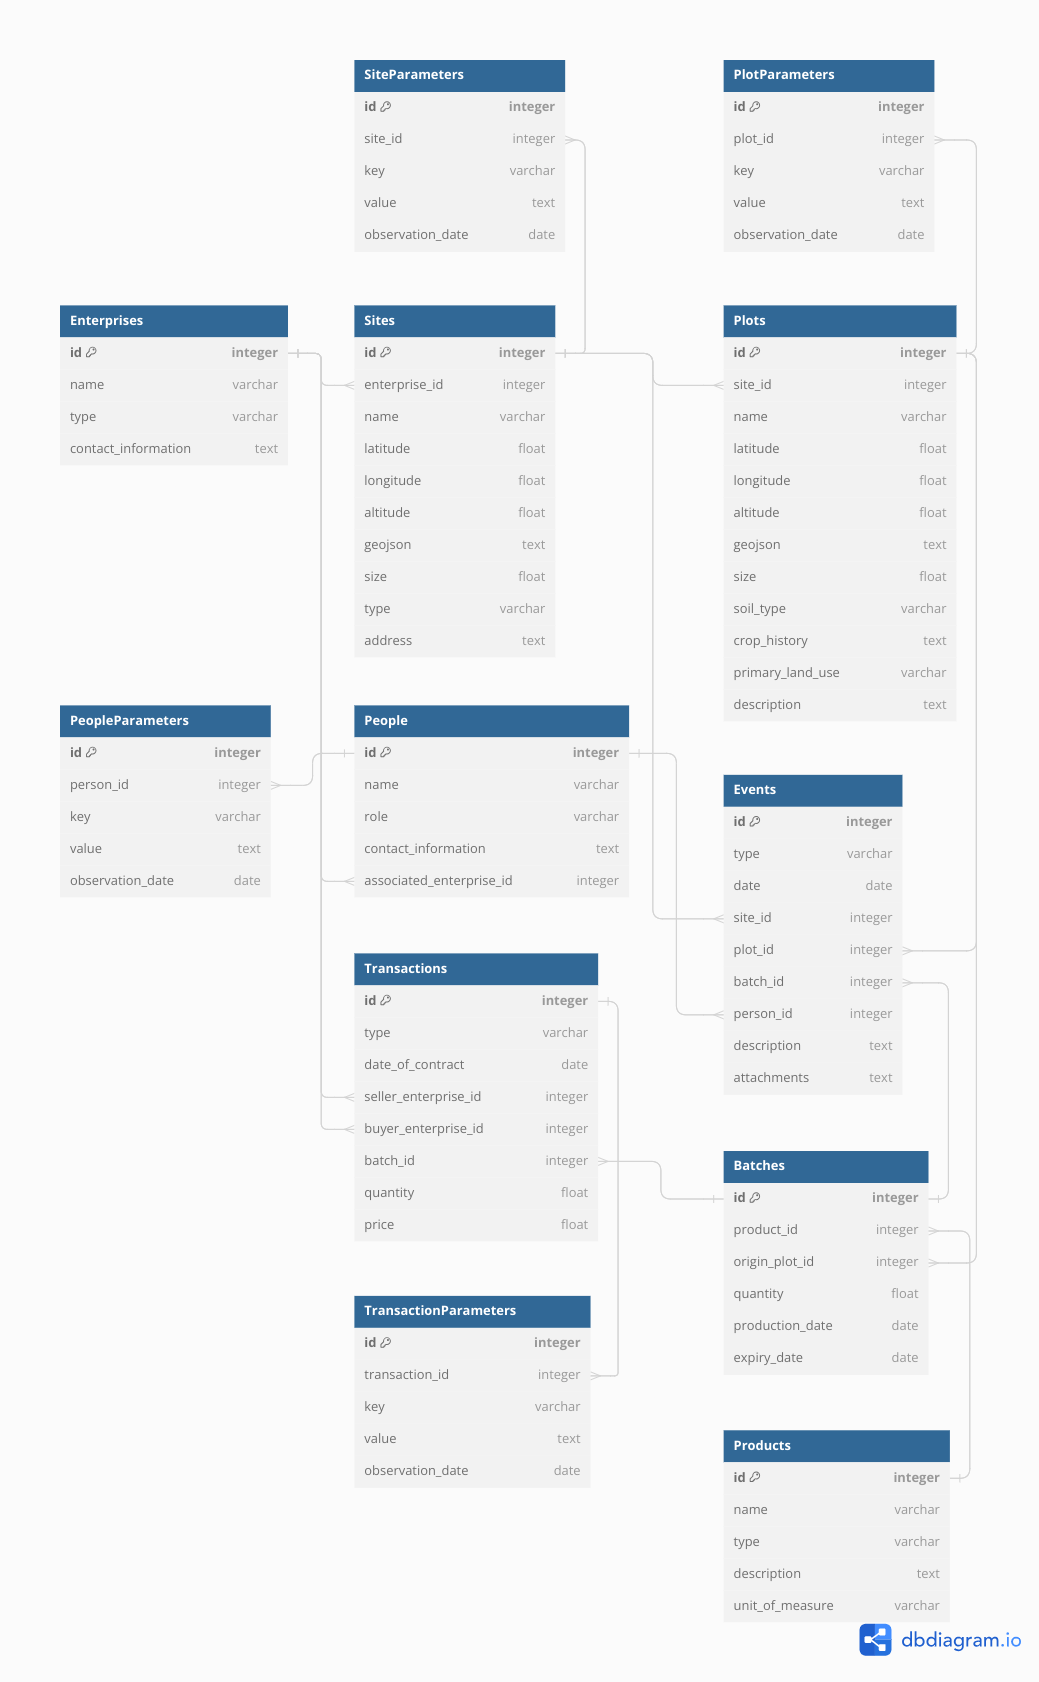 SiteParameters
id integer
site_id integer
key varchar
value text
observation_date date
PlotParameters
id integer
plot_id integer
key varchar
value text
observation_date date
Enterprises
id integer
name varchar
type varchar
contact_information text
Sites
id integer
enterprise_id integer
name varchar
latitude float
longitude float
altitude float
geojson text
size float
type varchar
address text
Plots
id integer
site_id integer
name varchar
latitude float
longitude float
altitude float
geojson text
size float
soil_type varchar
crop_history text
primary_land_use varchar
description text
PeopleParameters
id integer
person_id integer
key varchar
value text
observation_date date
People
id integer
name varchar
role varchar
contact_information text
associated_enterprise_id integer
Events
id integer
type varchar
date date
site_id integer
plot_id integer
batch_id integer
person_id integer
description text
attachments text
Transactions
id integer
type varchar
date_of_contract date
seller_enterprise_id integer
buyer_enterprise_id integer
batch_id integer
quantity float
price float
Batches
id integer
product_id integer
origin_plot_id integer
quantity float
production_date date
expiry_date date
TransactionParameters
id integer
transaction_id integer
key varchar
value text
observation_date date
Products
id integer
name varchar
type varchar
description text
unit_of_measure varchar
dbdiagram.io